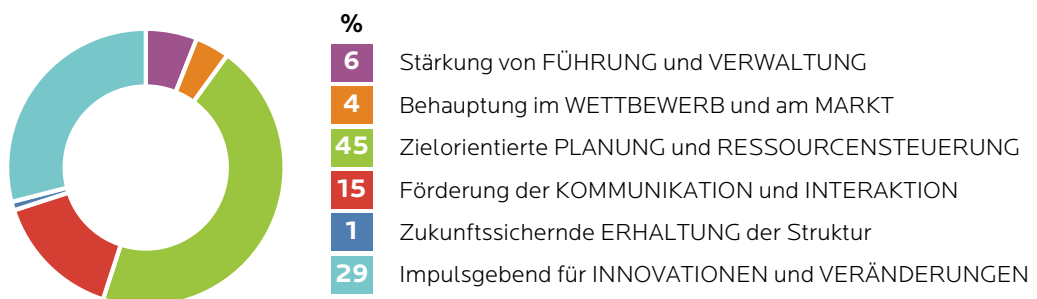 %
6 Stärkung von FÜHRUNG und VERWALTUNG
4 Behauptung im WETTBEWERB und am MARKT
45 Zielorientierte PLANUNG und RESSOURCENSTEUERUNG
15 Förderung der KOMMUNIKATION und INTERAKTION
1 Zukunftssichernde ERHALTUNG der Struktur
29 Impulsgebend für INNOVATIONEN und VERÄNDERUNGEN